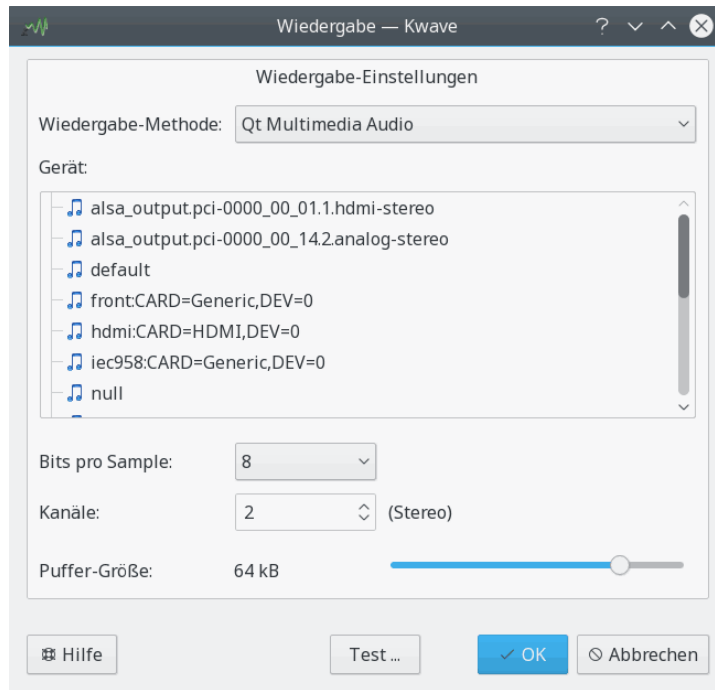 Wiedergabe — Kwave
Wiedergabe-Einstellungen
Wiedergabe-Methode: Qt Multimedia Audio
Gerät:
alsa_output.pci-0000_00_01.1.hdmi-stereo
alsa_output.pci-0000_00_14.2.analog-stereo
default
front:CARD=Generic,DEV=0
hdmi:CARD=HDMI,DEV=0
iec958:CARD=Generic,DEV=0
null
Bits pro Sample: 8
Kanäle: 2 (Stereo)
Puffer-Größe: 64 kB
Hilfe Test ... OK Abbrechen